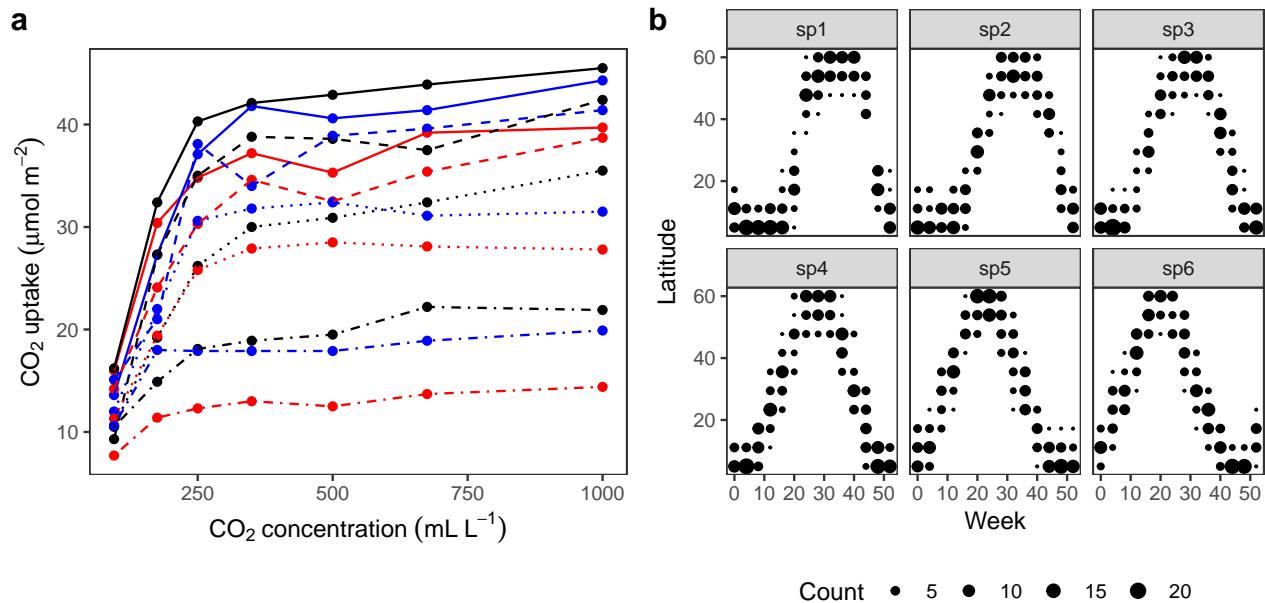 a
CO₂ uptake (μmol m⁻²)
40
30
20
10
250 500 750 1000
CO₂ concentration (mL L⁻¹)
b
sp1 sp2 sp3
60
40
20
sp4 sp5 sp6
60
40
20
Latitude
0 10 20 30 40 50 0 10 20 30 40 50 0 10 20 30 40 50
Week
Count 5 10 15 20